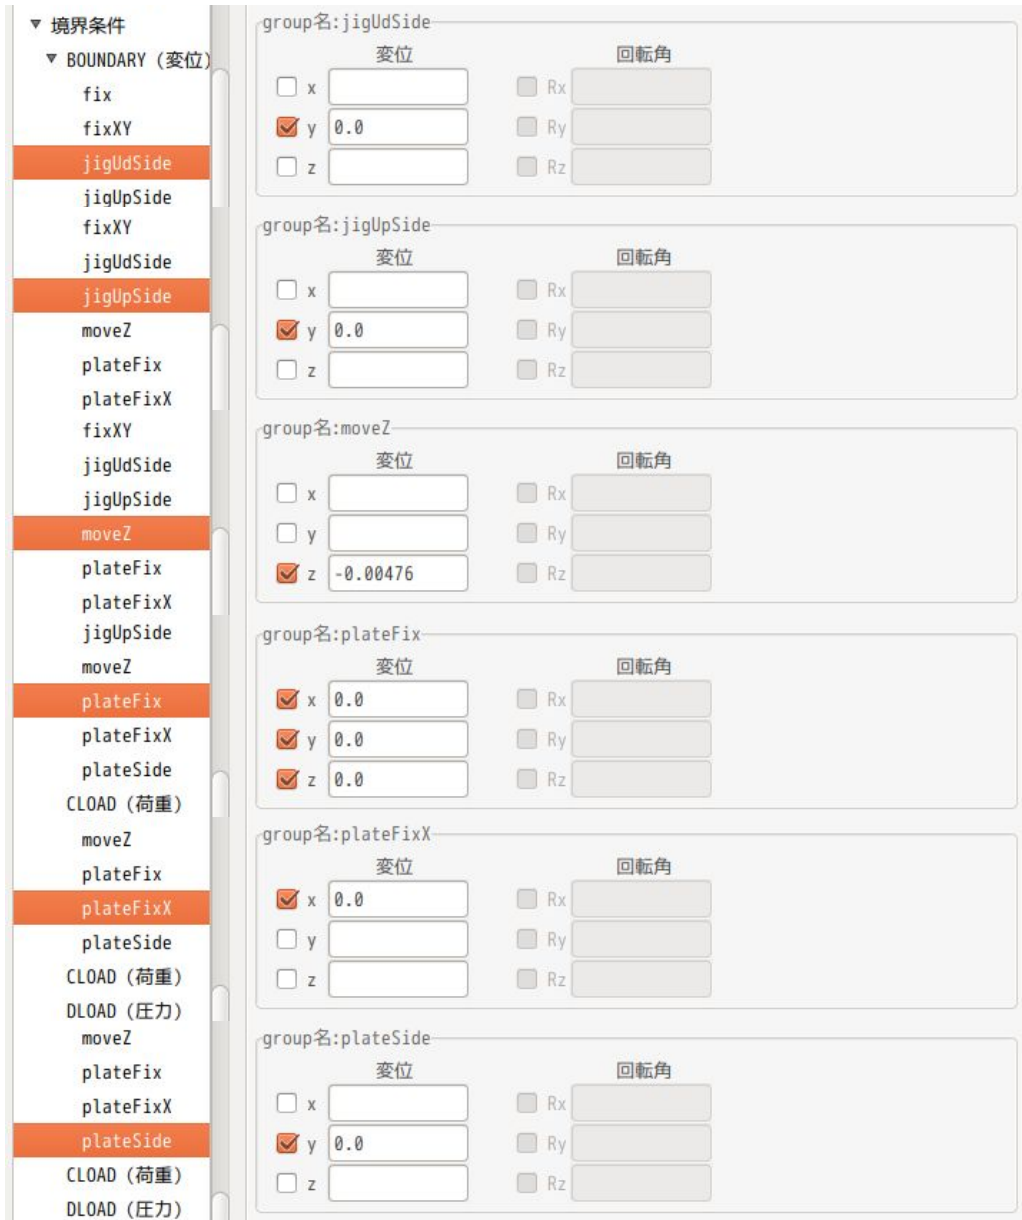 境界条件
BOUNDARY (変位)
fix
fixXY
jigUdSide
jigUpSide
group名:jigUdSide
変位 回転角
x Rx
y 0.0 Ry
z Rz
fixXY
jigUdSide
jigUpSide
moveZ
plateFix
plateFixX
group名:jigUpSide
変位 回転角
x Rx
y 0.0 Ry
z Rz
fixXY
jigUdSide
jigUpSide
moveZ
plateFix
plateFixX
group名:moveZ
変位 回転角
x Rx
y Ry
z -0.00476 Rz
jigUpSide
moveZ
plateFix
plateFixX
plateSide
CLOAD (荷重)
group名:plateFix
変位 回転角
x 0.0 Rx
y 0.0 Ry
z 0.0 Rz
moveZ
plateFix
plateFixX
plateSide
CLOAD (荷重)
DLOAD (圧力)
group名:plateFixX
変位 回転角
x 0.0 Rx
y Ry
z Rz
moveZ
plateFix
plateFixX
plateSide
CLOAD (荷重)
DLOAD (圧力)
group名:plateSide
変位 回転角
x Rx
y 0.0 Ry
z Rz